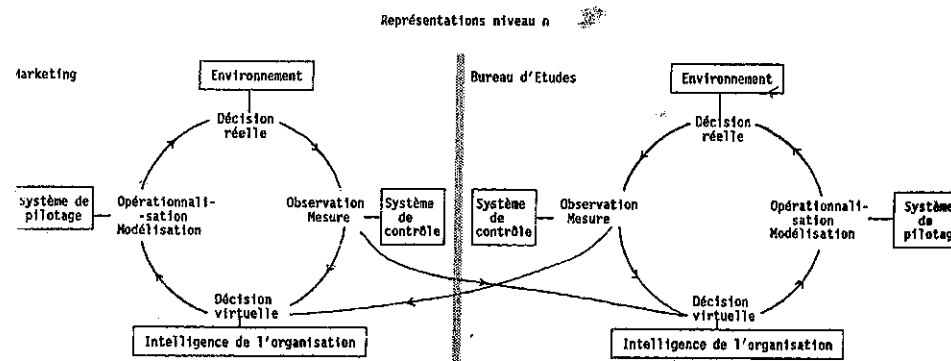 Représentations niveau n
Marketing
Bureau d'Etudes
Environnement
Environnement
Décision
réelle
Décision
réelle
Système de
pilotage
Opérationnali-
-sation
Modélisation
Observation
Mesure
Système
de
contrôle
Système
de
contrôle
Observation
Mesure
Opérationnali-
sation
Modélisation
Système
de
pilotage
Décision
virtuelle
Décision
virtuelle
Intelligence de l'organisation
Intelligence de l'organisation